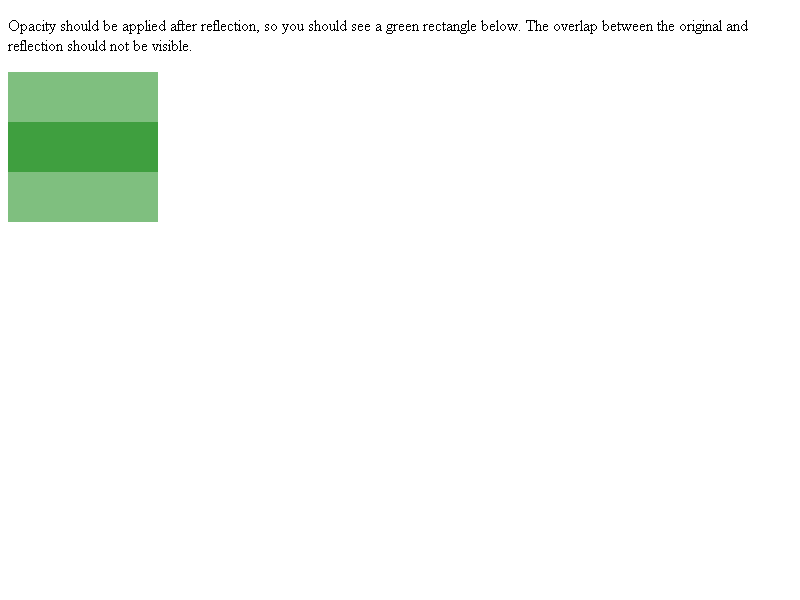 Opacity should be applied after reflection, so you should see a green rectangle below. The overlap between the original and
reflection should not be visible.